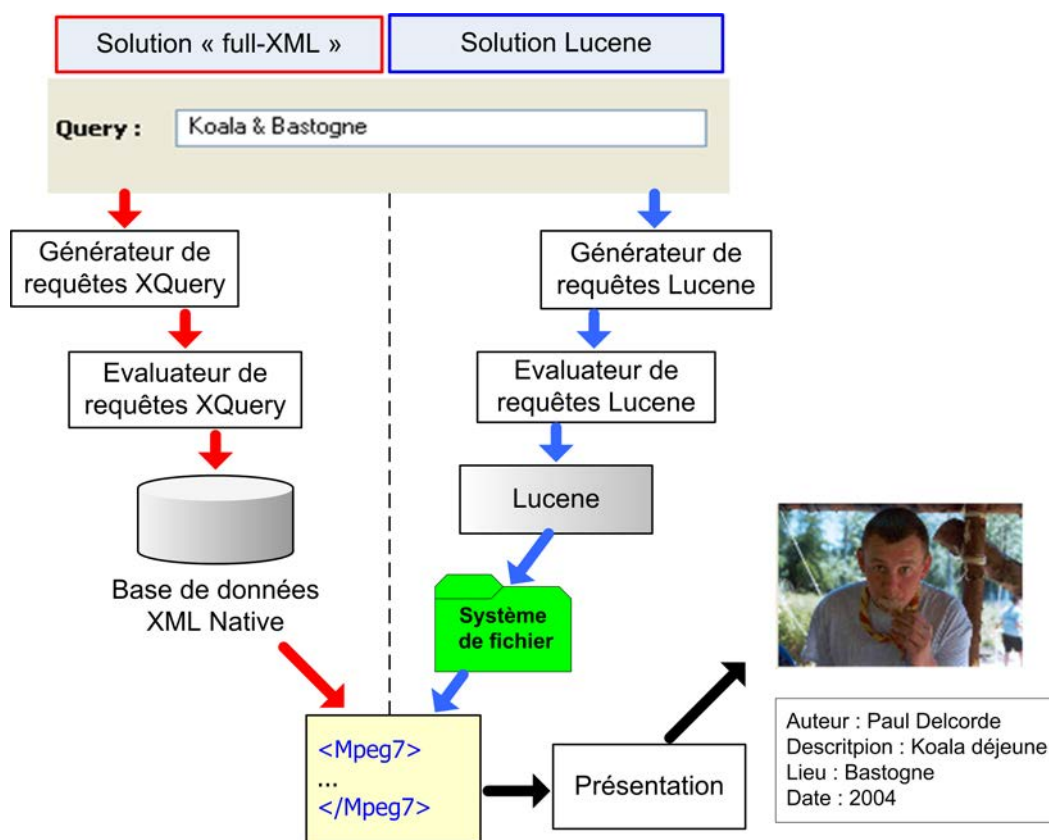 Solution « full-XML »
Solution Lucene
Query :
Koala & Bastogne
Générateur de
requêtes XQuery
Générateur de
requêtes Lucene
Evaluateur de
requêtes XQuery
Evaluateur de
requêtes Lucene
Lucene
Base de données
XML Native
Système
de fichier
<Mpeg7>
...
</Mpeg7>
Présentation
Auteur : Paul Delcorde
Descritpion : Koala déjeune
Lieu : Bastogne
Date : 2004